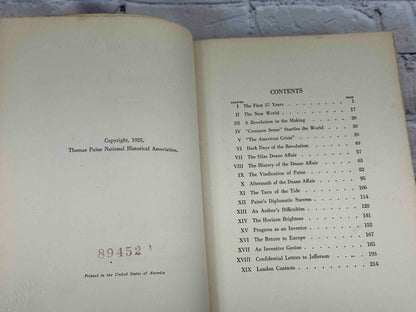 Copyright, 1925,
Thomas Paine National Historical Association.
89452
Printed in the United States of America
CONTENTS
CHAPTER PAGE
I The First 37 Years . . . . . . . 1
II The New World . . . . . . . 17
III A Revolution in the Making . . . . . 26
IV "Common Sense" Startles the World . . . . 30
V "The American Crisis" . . . . . . 39
VI Dark Days of the Revolution . . . . . 49
VII The Silas Deane Affair . . . . . . 57
VIII The History of the Deane Affair . . . . . 63
IX The Vindication of Paine . . . . . . 82
X Aftermath of the Deane Affair . . . . . 95
XI The Turn of the Tide . . . . . . 106
XII Paine's Diplomatic Success . . . . . 114
XIII An Author's Difficulties . . . . . . 124
XIV The Horizon Brightens . . . . . . 141
XV Progress as an Inventor . . . . . . 152
XVI The Return to Europe . . . . . . 167
XVII An Inventive Genius . . . . . . 185
XVIII Confidential Letters to Jefferson . . . . 193
XIX London Contacts . . . . . . 214